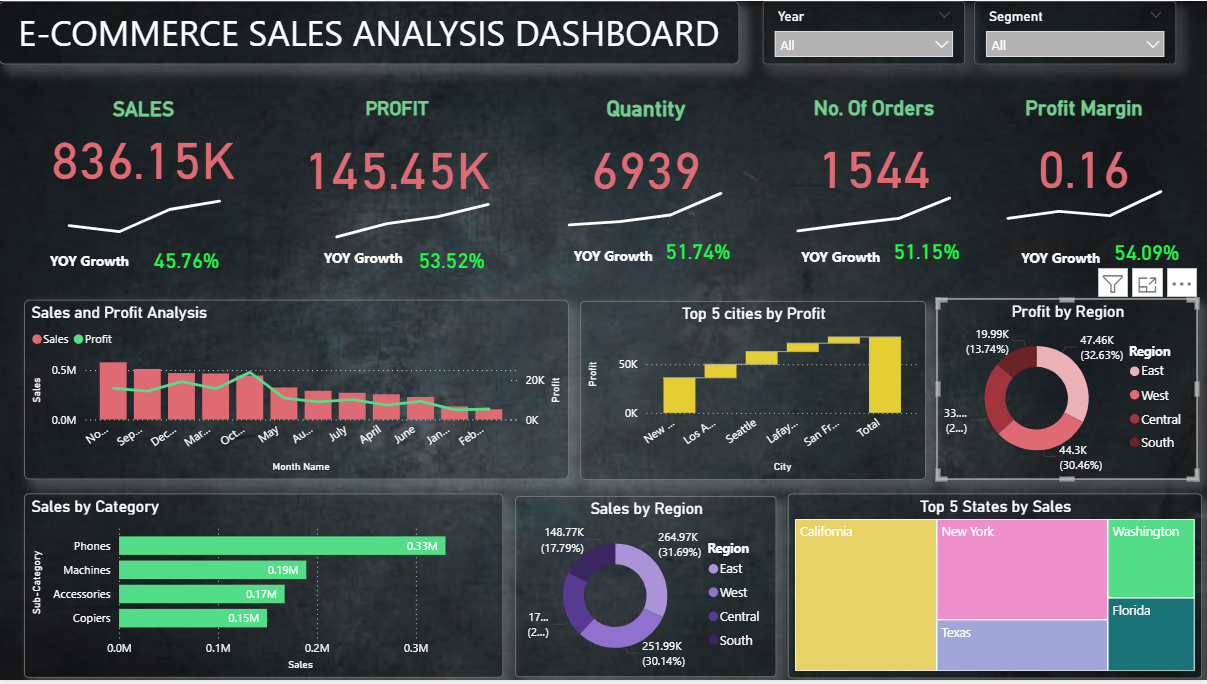 E-COMMERCE SALES ANALYSIS DASHBOARD
Year
All
Segment
All
SALES
836.15K
YOY Growth 45.76%
PROFIT
145.45K
YOY Growth 53.52%
Quantity
6939
YOY Growth 51.74%
No. Of Orders
1544
YOY Growth 51.15%
Profit Margin
0.16
YOY Growth 54.09%
Sales and Profit Analysis
Sales Profit
Sales
0.5M
0.0M
Profit
20K
0K
No...
Sep...
Dec...
Mar...
Oct...
May
Au...
July
April
June
Jan...
Feb...
Month Name
Top 5 cities by Profit
Profit
50K
0K
New ...
Los A...
Seattle
Lafay...
San Fr...
Total
City
Profit by Region
19.99K
(13.74%)
47.46K
(32.63%)
33....
(2...)
44.3K
(30.46%)
Region
East
West
Central
South
Sales by Category
Sub-Category
Phones 0.33M
Machines 0.19M
Accessories 0.17M
Copiers 0.15M
0.0M 0.1M 0.2M 0.3M
Sales
Sales by Region
148.77K
(17.79%)
264.97K
(31.69%)
17...
(2...)
251.99K
(30.14%)
Region
East
West
Central
South
Top 5 States by Sales
California
New York
Texas
Washington
Florida